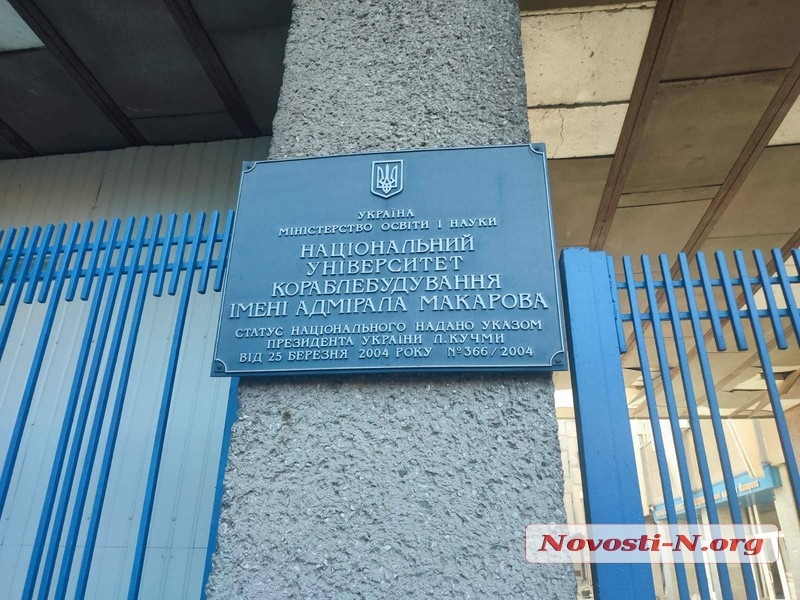 УКРАЇНА
МІНІСТЕРСТВО ОСВІТИ І НАУКИ
НАЦІОНАЛЬНИЙ
УНІВЕРСИТЕТ
КОРАБЛЕБУДУВАННЯ
ІМЕНІ АДМІРАЛА МАКАРОВА
СТАТУС НАЦІОНАЛЬНОГО НАДАНО УКАЗОМ
ПРЕЗИДЕНТА УКРАЇНИ Л.КУЧМИ
ВІД 25 БЕРЕЗНЯ 2004 РОКУ №366/2004
Novosti-N.org